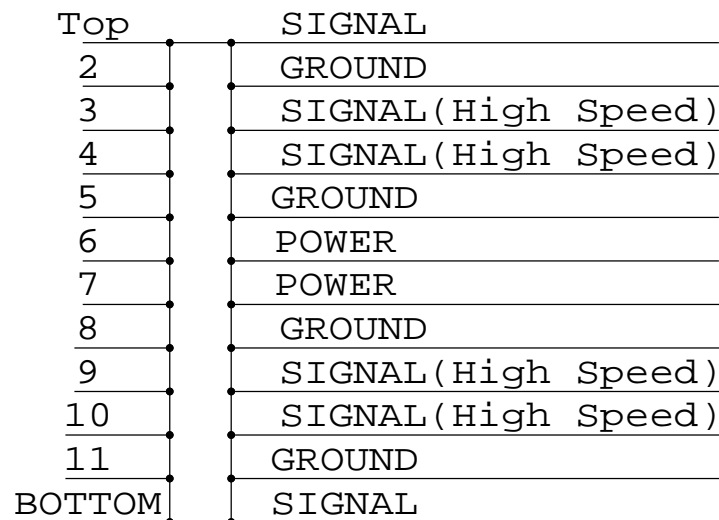 Top SIGNAL
2 GROUND
3 SIGNAL(High Speed)
4 SIGNAL(High Speed)
5 GROUND
6 POWER
7 POWER
8 GROUND
9 SIGNAL(High Speed)
10 SIGNAL(High Speed)
11 GROUND
BOTTOM SIGNAL